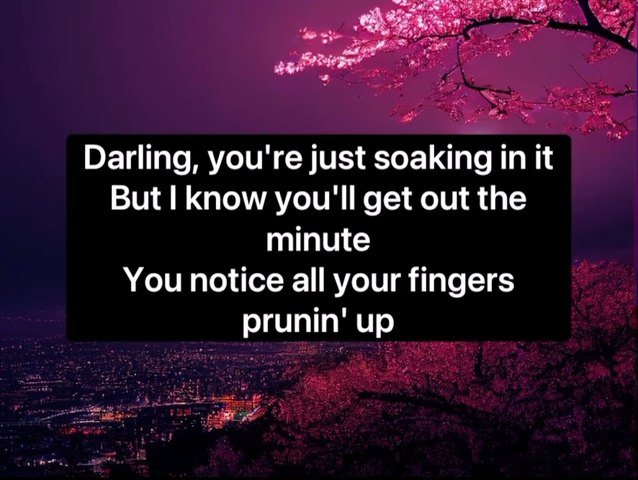 Darling, you're just soaking in it
But I know you'll get out the
minute
You notice all your fingers
prunin' up